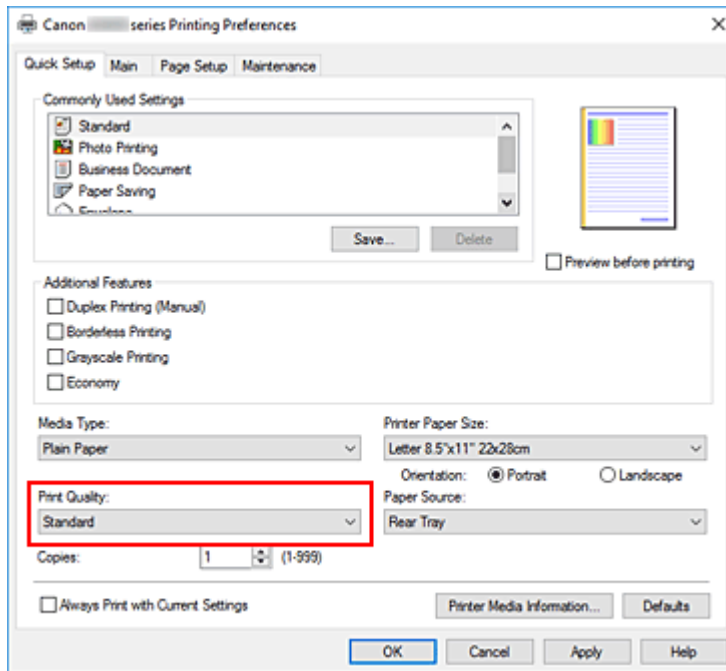 Canon series Printing Preferences
Quick Setup Main Page Setup Maintenance
Commonly Used Settings
Standard
Photo Printing
Business Document
Paper Saving
Envelope
Save... Delete
Preview before printing
Additional Features
Duplex Printing (Manual)
Borderless Printing
Grayscale Printing
Economy
Media Type: Printer Paper Size:
Plain Paper Letter 8.5"x11" 22x28cm
Orientation: Portrait Landscape
Print Quality: Paper Source:
Standard Rear Tray
Copies: 1 (1-999)
Always Print with Current Settings Printer Media Information... Defaults
OK Cancel Apply Help